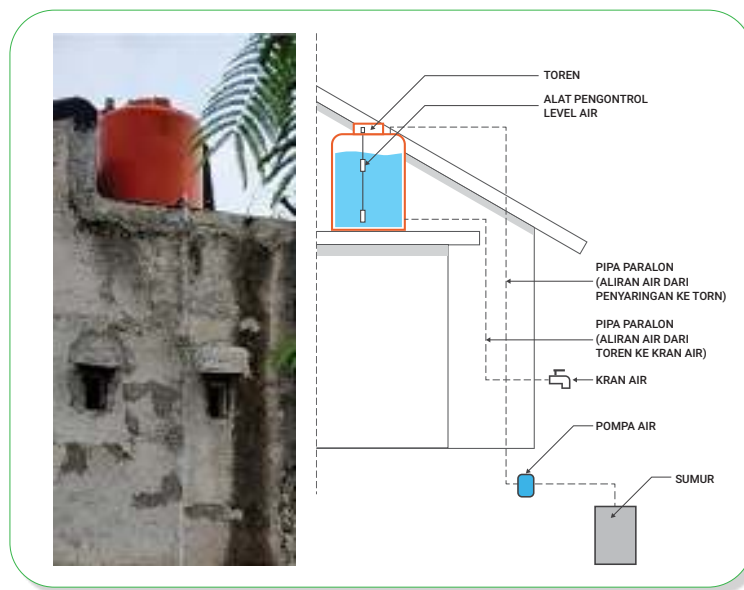 TOREN
ALAT PENGONTROL
LEVEL AIR
PIPA PARALON
(ALIRAN AIR DARI
PENYARINGAN KE TORN)
PIPA PARALON
(ALIRAN AIR DARI
TOREN KE KRAN AIR)
KRAN AIR
POMPA AIR
SUMUR